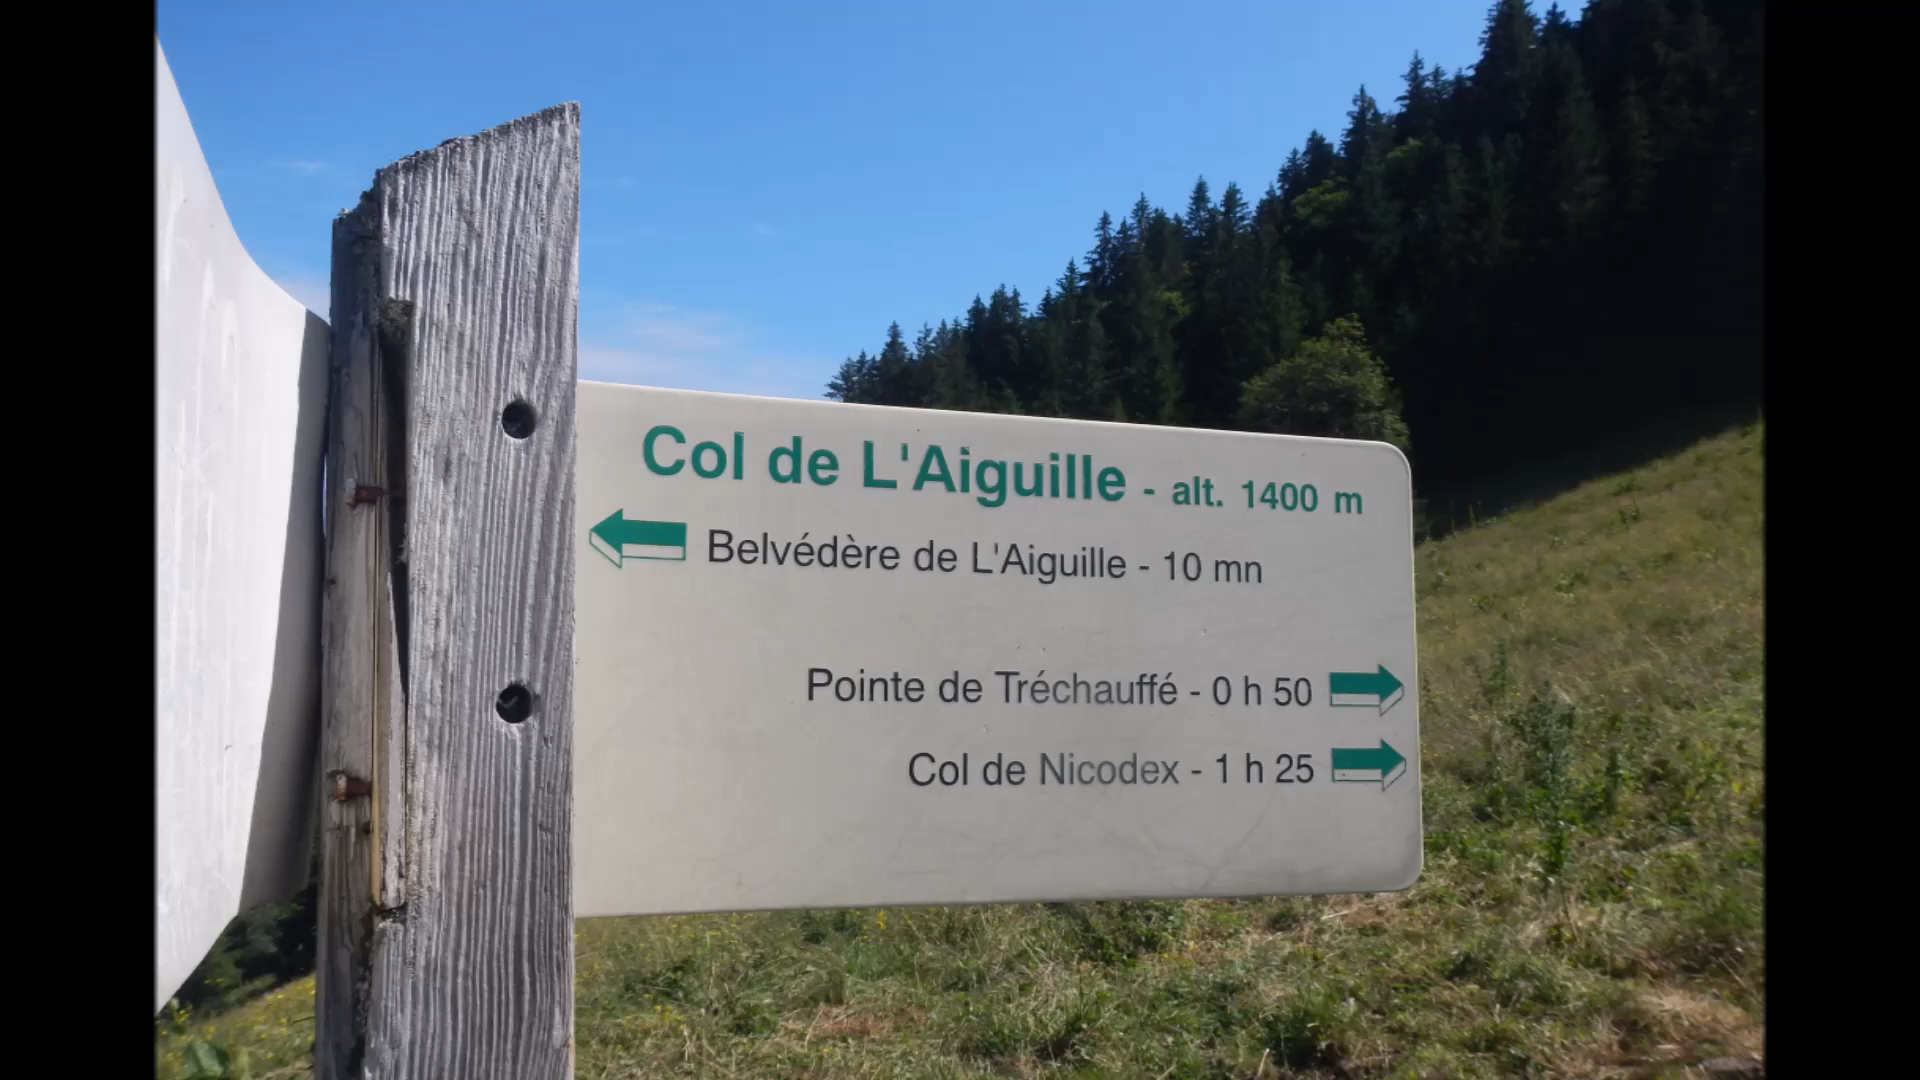 Col de L'Aiguille - alt. 1400 m
Belvédère de L'Aiguille - 10 mn
Pointe de Tréchauffé - 0 h 50
Col de Nicodex - 1 h 25